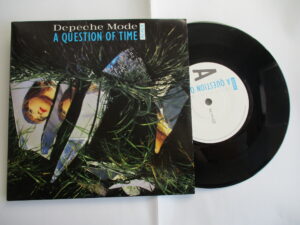 Depeche Mode
A QUESTION OF TIME
A QUESTION O
A